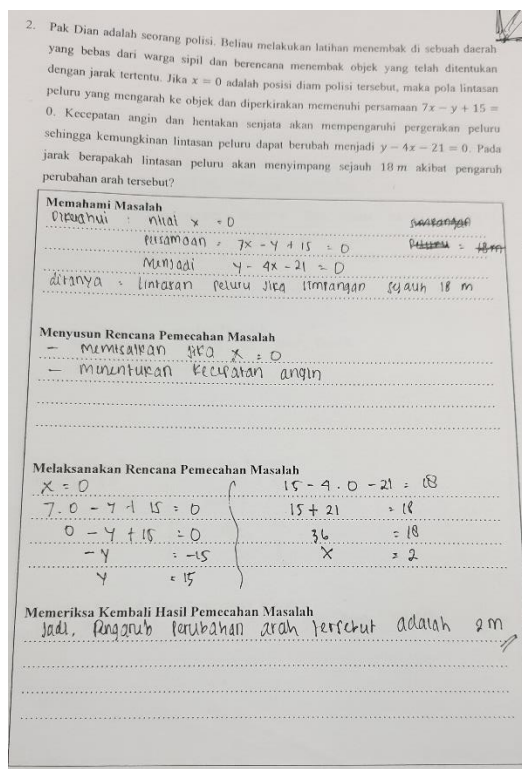 2. Pak Dian adalah seorang polisi. Beliau melakukan latihan menembak di sebuah daerah
yang bebas dari warga sipil dan berencana menembak objek yang telah ditentukan
dengan jarak tertentu. Jika x = 0 adalah posisi diam polisi tersebut, maka pola lintasan
peluru yang mengarah ke objek dan diperkirakan memenuhi persamaan 7x − y + 15 =
0. Kecepatan angin dan hentakan senjata akan mempengaruhi pergerakan peluru
sehingga kemungkinan lintasan peluru dapat berubah menjadi y − 4x − 21 = 0. Pada
jarak berapakah lintasan peluru akan menyimpang sejauh 18 m akibat pengaruh
perubahan arah tersebut?
Memahami Masalah
Diketahui : nilai x = 0
Persamaan = 7x - y + 15 = 0
Menjadi y - 4x - 21 = 0
ditanya = lintasan peluru jika simpangan sejauh 18 m
Menyusun Rencana Pemecahan Masalah
- Memisalkan jika x = 0
- Menentukan kecepatan angin
Melaksanakan Rencana Pemecahan Masalah
x = 0
7.0 - y + 15 = 0
0 - y + 15 = 0
- y = -15
y = 15
15 - 4.0 - 21 = 18
15 + 21 = 18
36 = 18
x = 2
Memeriksa Kembali Hasil Pemecahan Masalah
Jadi, Pengaruh perubahan arah tersebut adalah 2 m